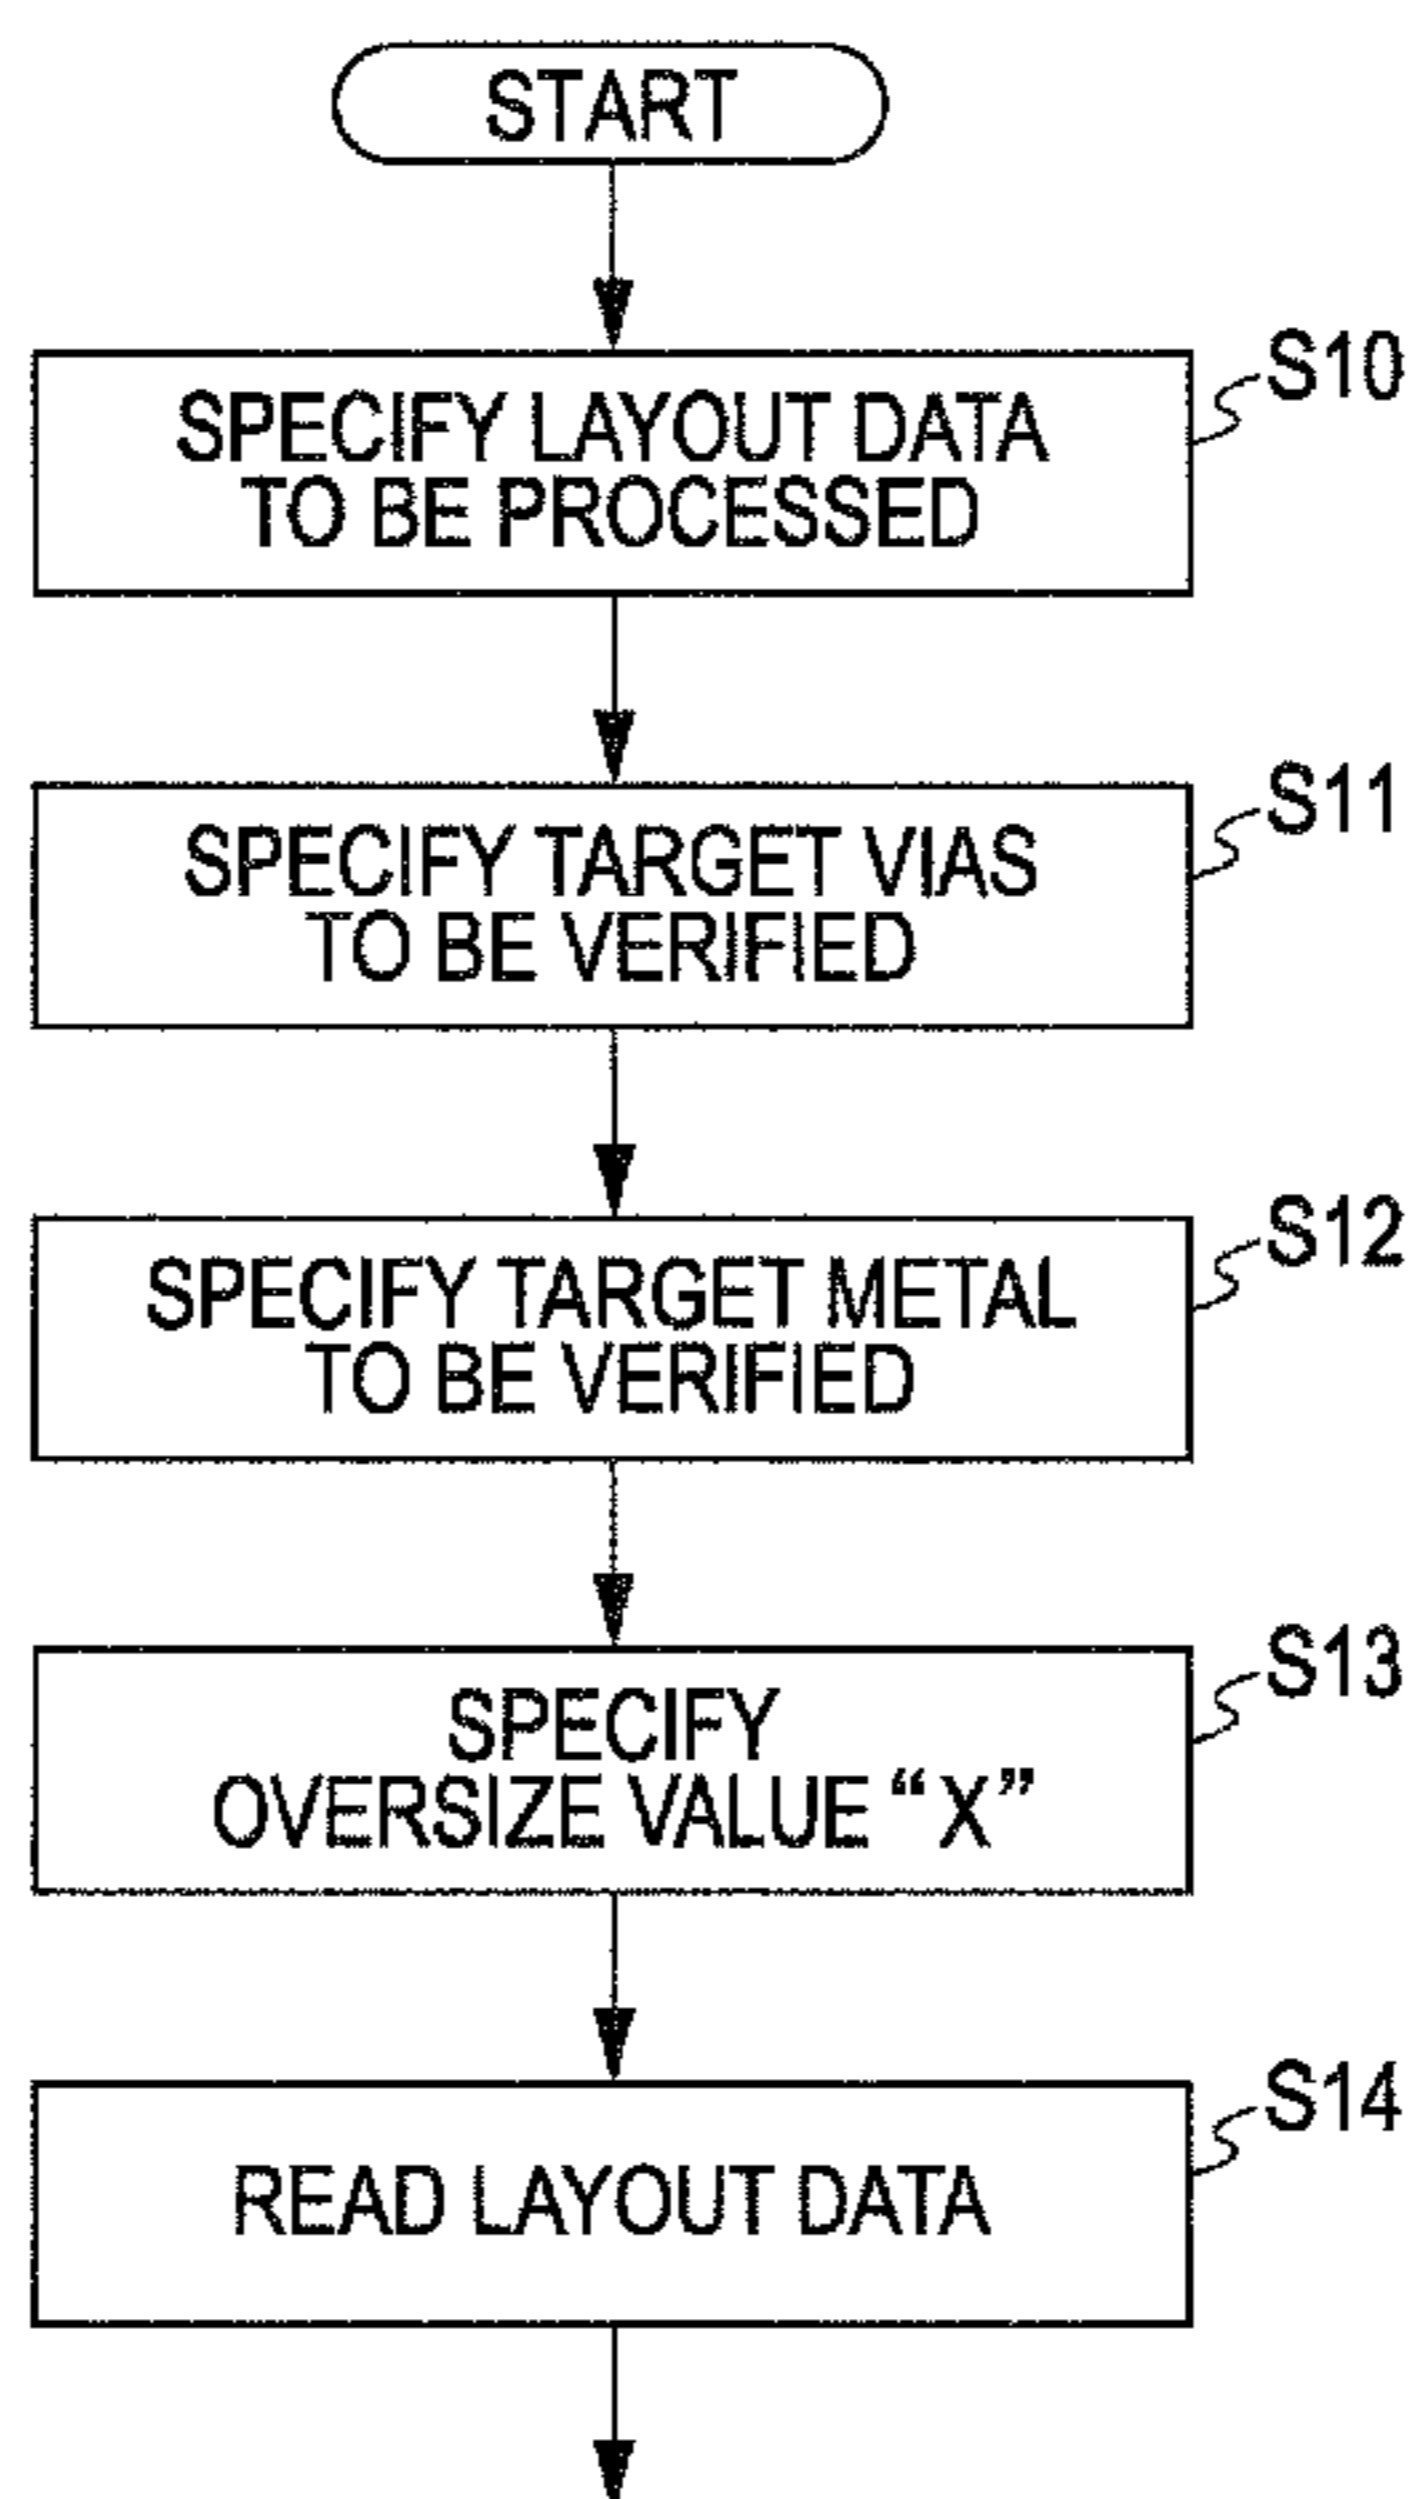 START
S10
SPECIFY LAYOUT DATA
TO BE PROCESSED
S11
SPECIFY TARGET VIAS
TO BE VERIFIED
S12
SPECIFY TARGET METAL
TO BE VERIFIED
S13
SPECIFY
OVERSIZE VALUE “X”
S14
READ LAYOUT DATA